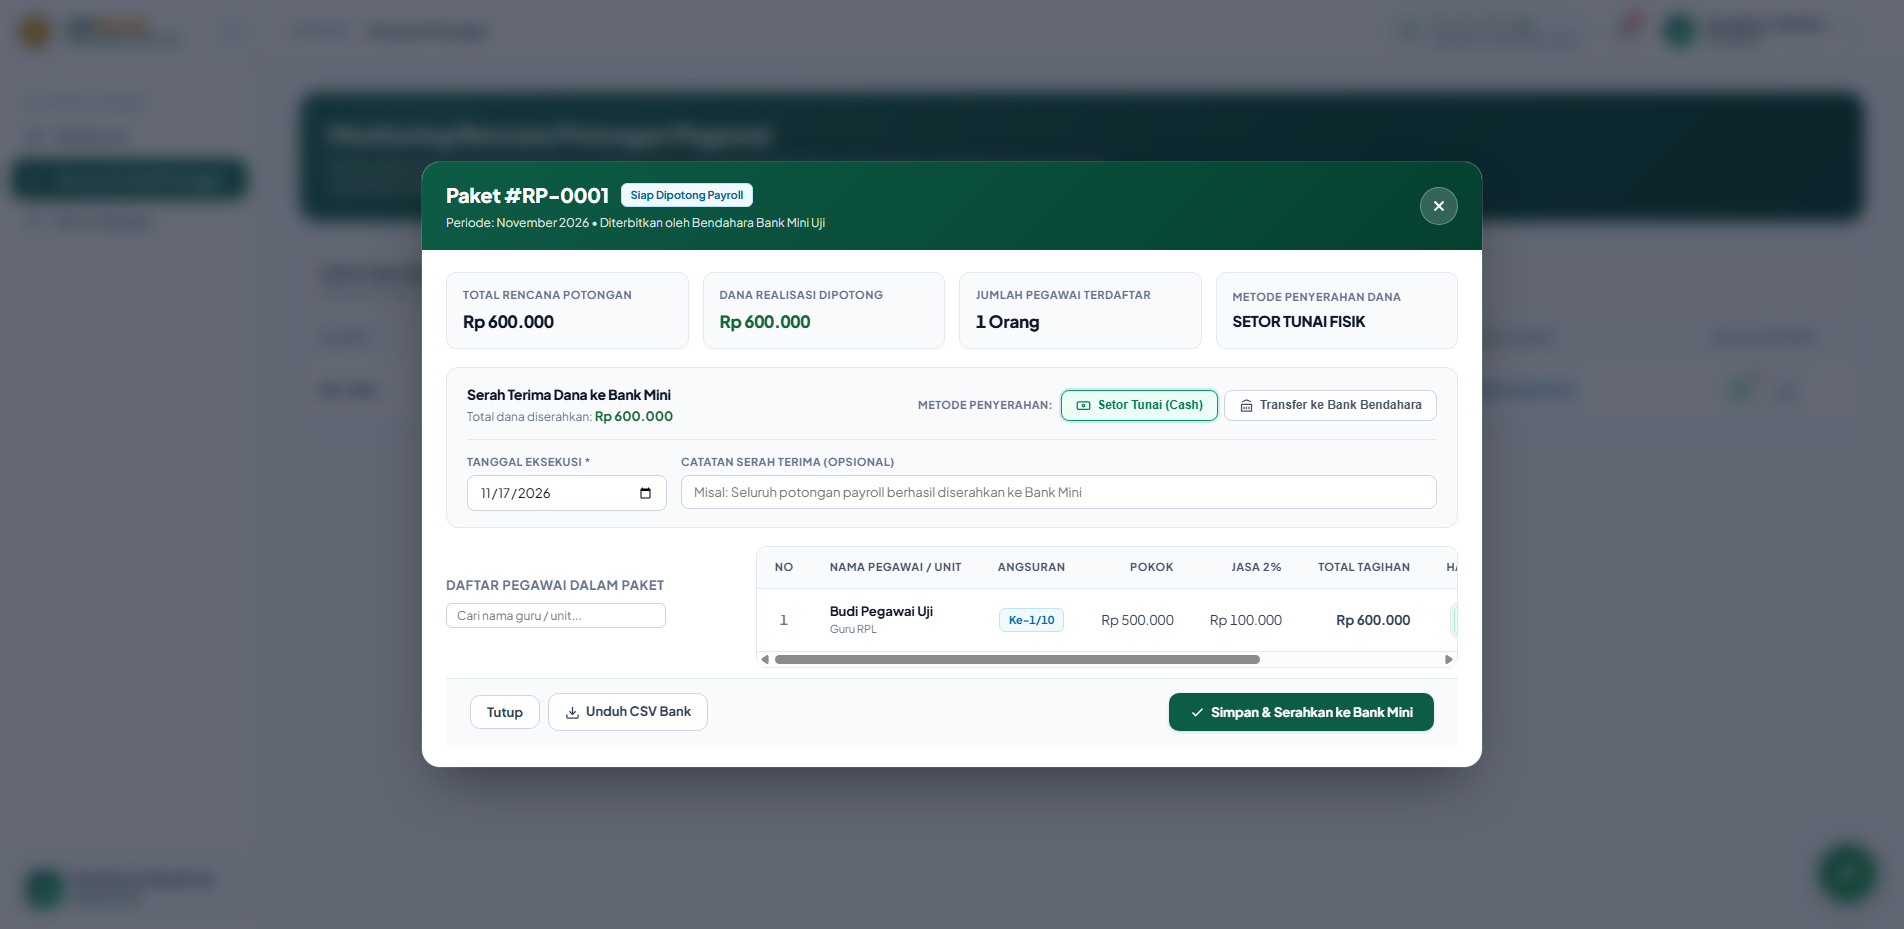 Paket #RP-0001
Siap Dipotong Payroll
Periode: November 2026 • Diterbitkan oleh Bendahara Bank Mini Uji
TOTAL RENCANA POTONGAN
Rp 600.000
DANA REALISASI DIPOTONG
Rp 600.000
JUMLAH PEGAWAI TERDAFTAR
1 Orang
METODE PENYERAHAN DANA
SETOR TUNAI FISIK
Serah Terima Dana ke Bank Mini
Total dana diserahkan: Rp 600.000
METODE PENYERAHAN:
Setor Tunai (Cash)
Transfer ke Bank Bendahara
TANGGAL EKSEKUSI *
11/17/2026
CATATAN SERAH TERIMA (OPSIONAL)
Misal: Seluruh potongan payroll berhasil diserahkan ke Bank Mini
DAFTAR PEGAWAI DALAM PAKET
Cari nama guru / unit...
NO NAMA PEGAWAI / UNIT ANGSURAN POKOK JASA 2% TOTAL TAGIHAN
1 Budi Pegawai Uji Ke-1/10 Rp 500.000 Rp 100.000 Rp 600.000
Guru RPL
Tutup
Unduh CSV Bank
Simpan & Serahkan ke Bank Mini